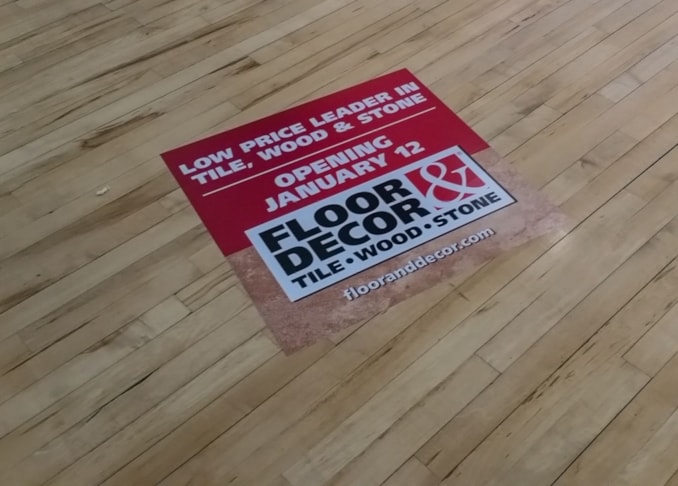 LOW PRICE LEADER IN
TILE, WOOD & STONE
OPENING
JANUARY 12
FLOOR
DECOR &
TILE • WOOD • STONE
flooranddecor.com